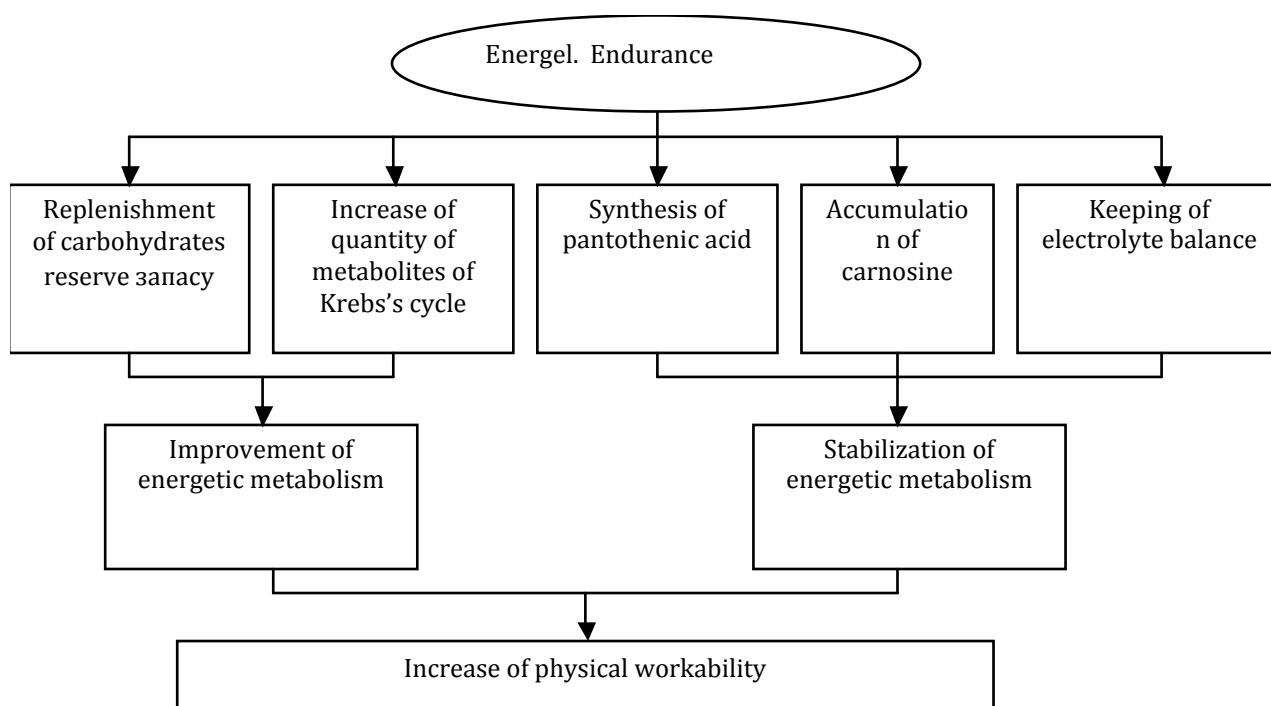 Energel. Endurance
Replenishment
of carbohydrates
reserve запасу
Increase of
quantity of
metabolites of
Krebs’s cycle
Synthesis of
pantothenic acid
Accumulatio
n of
carnosine
Keeping of
electrolyte balance
Improvement of
energetic metabolism
Stabilization of
energetic metabolism
Increase of physical workability